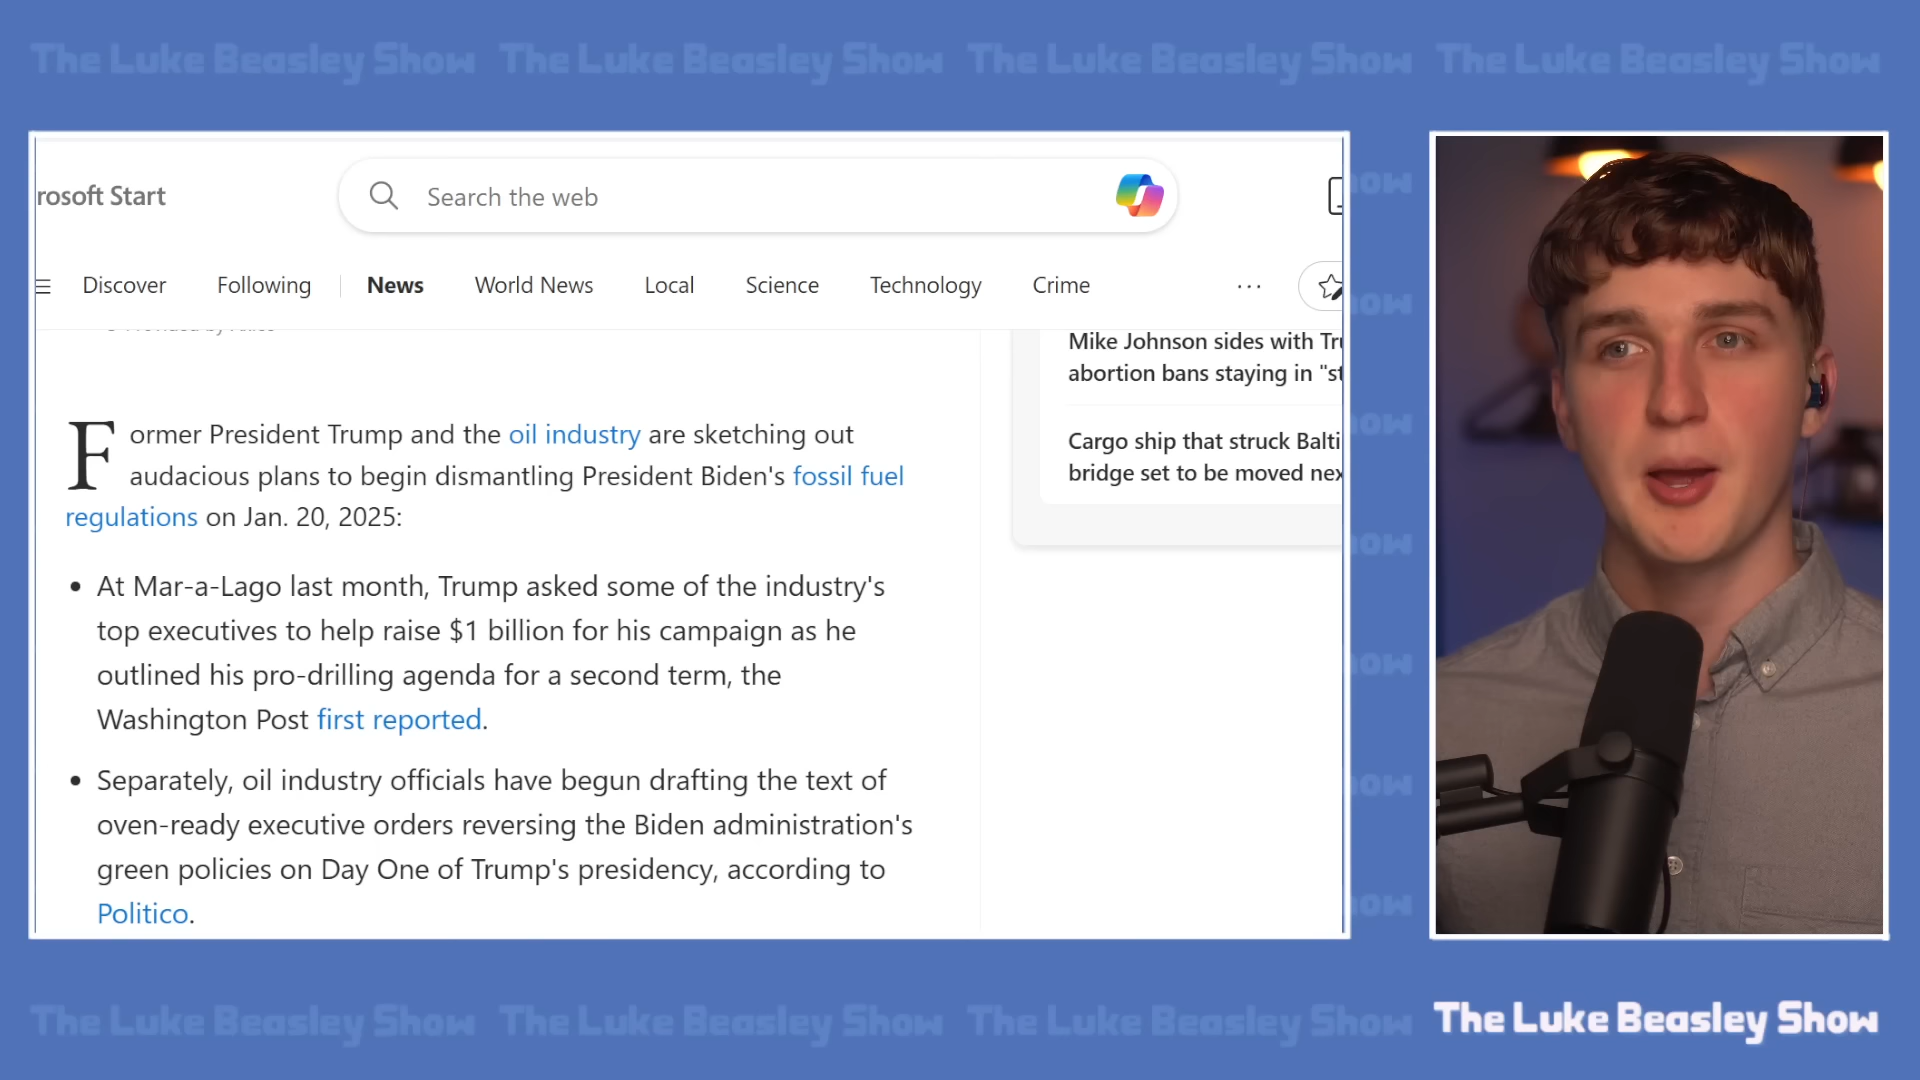 The Luke Beasley Show The Luke Beasley Show The Luke Beasley Show The Luke Beasley Show
rosoft Start
Search the web
Discover Following News World News Local Science Technology Crime ...
Mike Johnson sides with Tru
abortion bans staying in "st
Cargo ship that struck Balti
bridge set to be moved nex
Former President Trump and the oil industry are sketching out
audacious plans to begin dismantling President Biden's fossil fuel
regulations on Jan. 20, 2025:
• At Mar-a-Lago last month, Trump asked some of the industry's
top executives to help raise $1 billion for his campaign as he
outlined his pro-drilling agenda for a second term, the
Washington Post first reported.
• Separately, oil industry officials have begun drafting the text of
oven-ready executive orders reversing the Biden administration's
green policies on Day One of Trump's presidency, according to
Politico.
how
how
how
how
how
how
how
The Luke Beasley Show The Luke Beasley Show The Luke Beasley Show The Luke Beasley Show